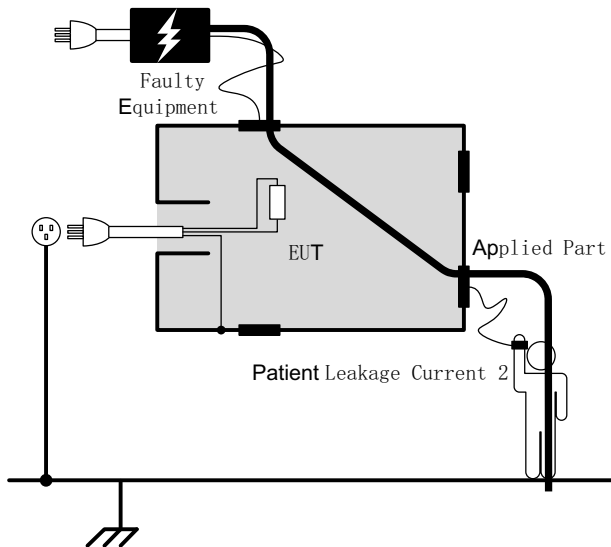 Faulty
Equipment
EUT
Applied Part
Patient Leakage Current 2